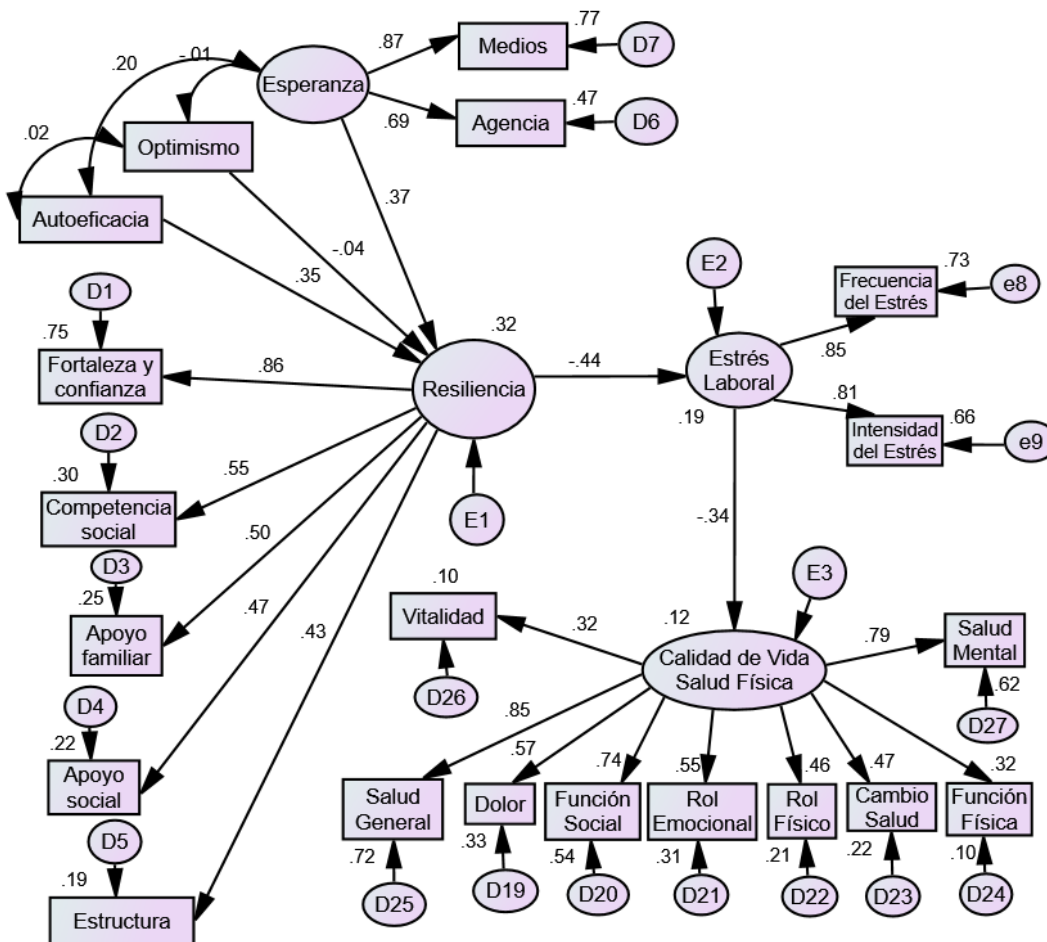 .77
.87
Medios
D7
-.01
.20
Esperanza
.47
.69
Agencia
D6
.02
Optimismo
.37
Autoeficacia
-.04
.35
E2
.73
Frecuencia
del Estrés
e8
D1
.32
.75
Fortaleza y
confianza
.86
Resiliencia
-.44
Estrés
Laboral
.85
.81
.66
.19
Intensidad
del Estrés
e9
D2
.30
.55
Competencia
social
E1
.50
-.34
D3
.25
.47
.10
E3
Apoyo
familiar
.43
Vitalidad
.32
.12
.79
Salud
Mental
Calidad de Vida
Salud Física
D26
.62
D4
D27
.85
.22
.57
.74
.55
.46
.47
.32
Apoyo
social
Salud
General
Dolor
Función
Social
Rol
Emocional
Rol
Físico
Cambio
Salud
Función
Física
D5
.72
.33
.54
.31
.21
.22
.10
.19
D25
D19
D20
D21
D22
D23
D24
Estructura